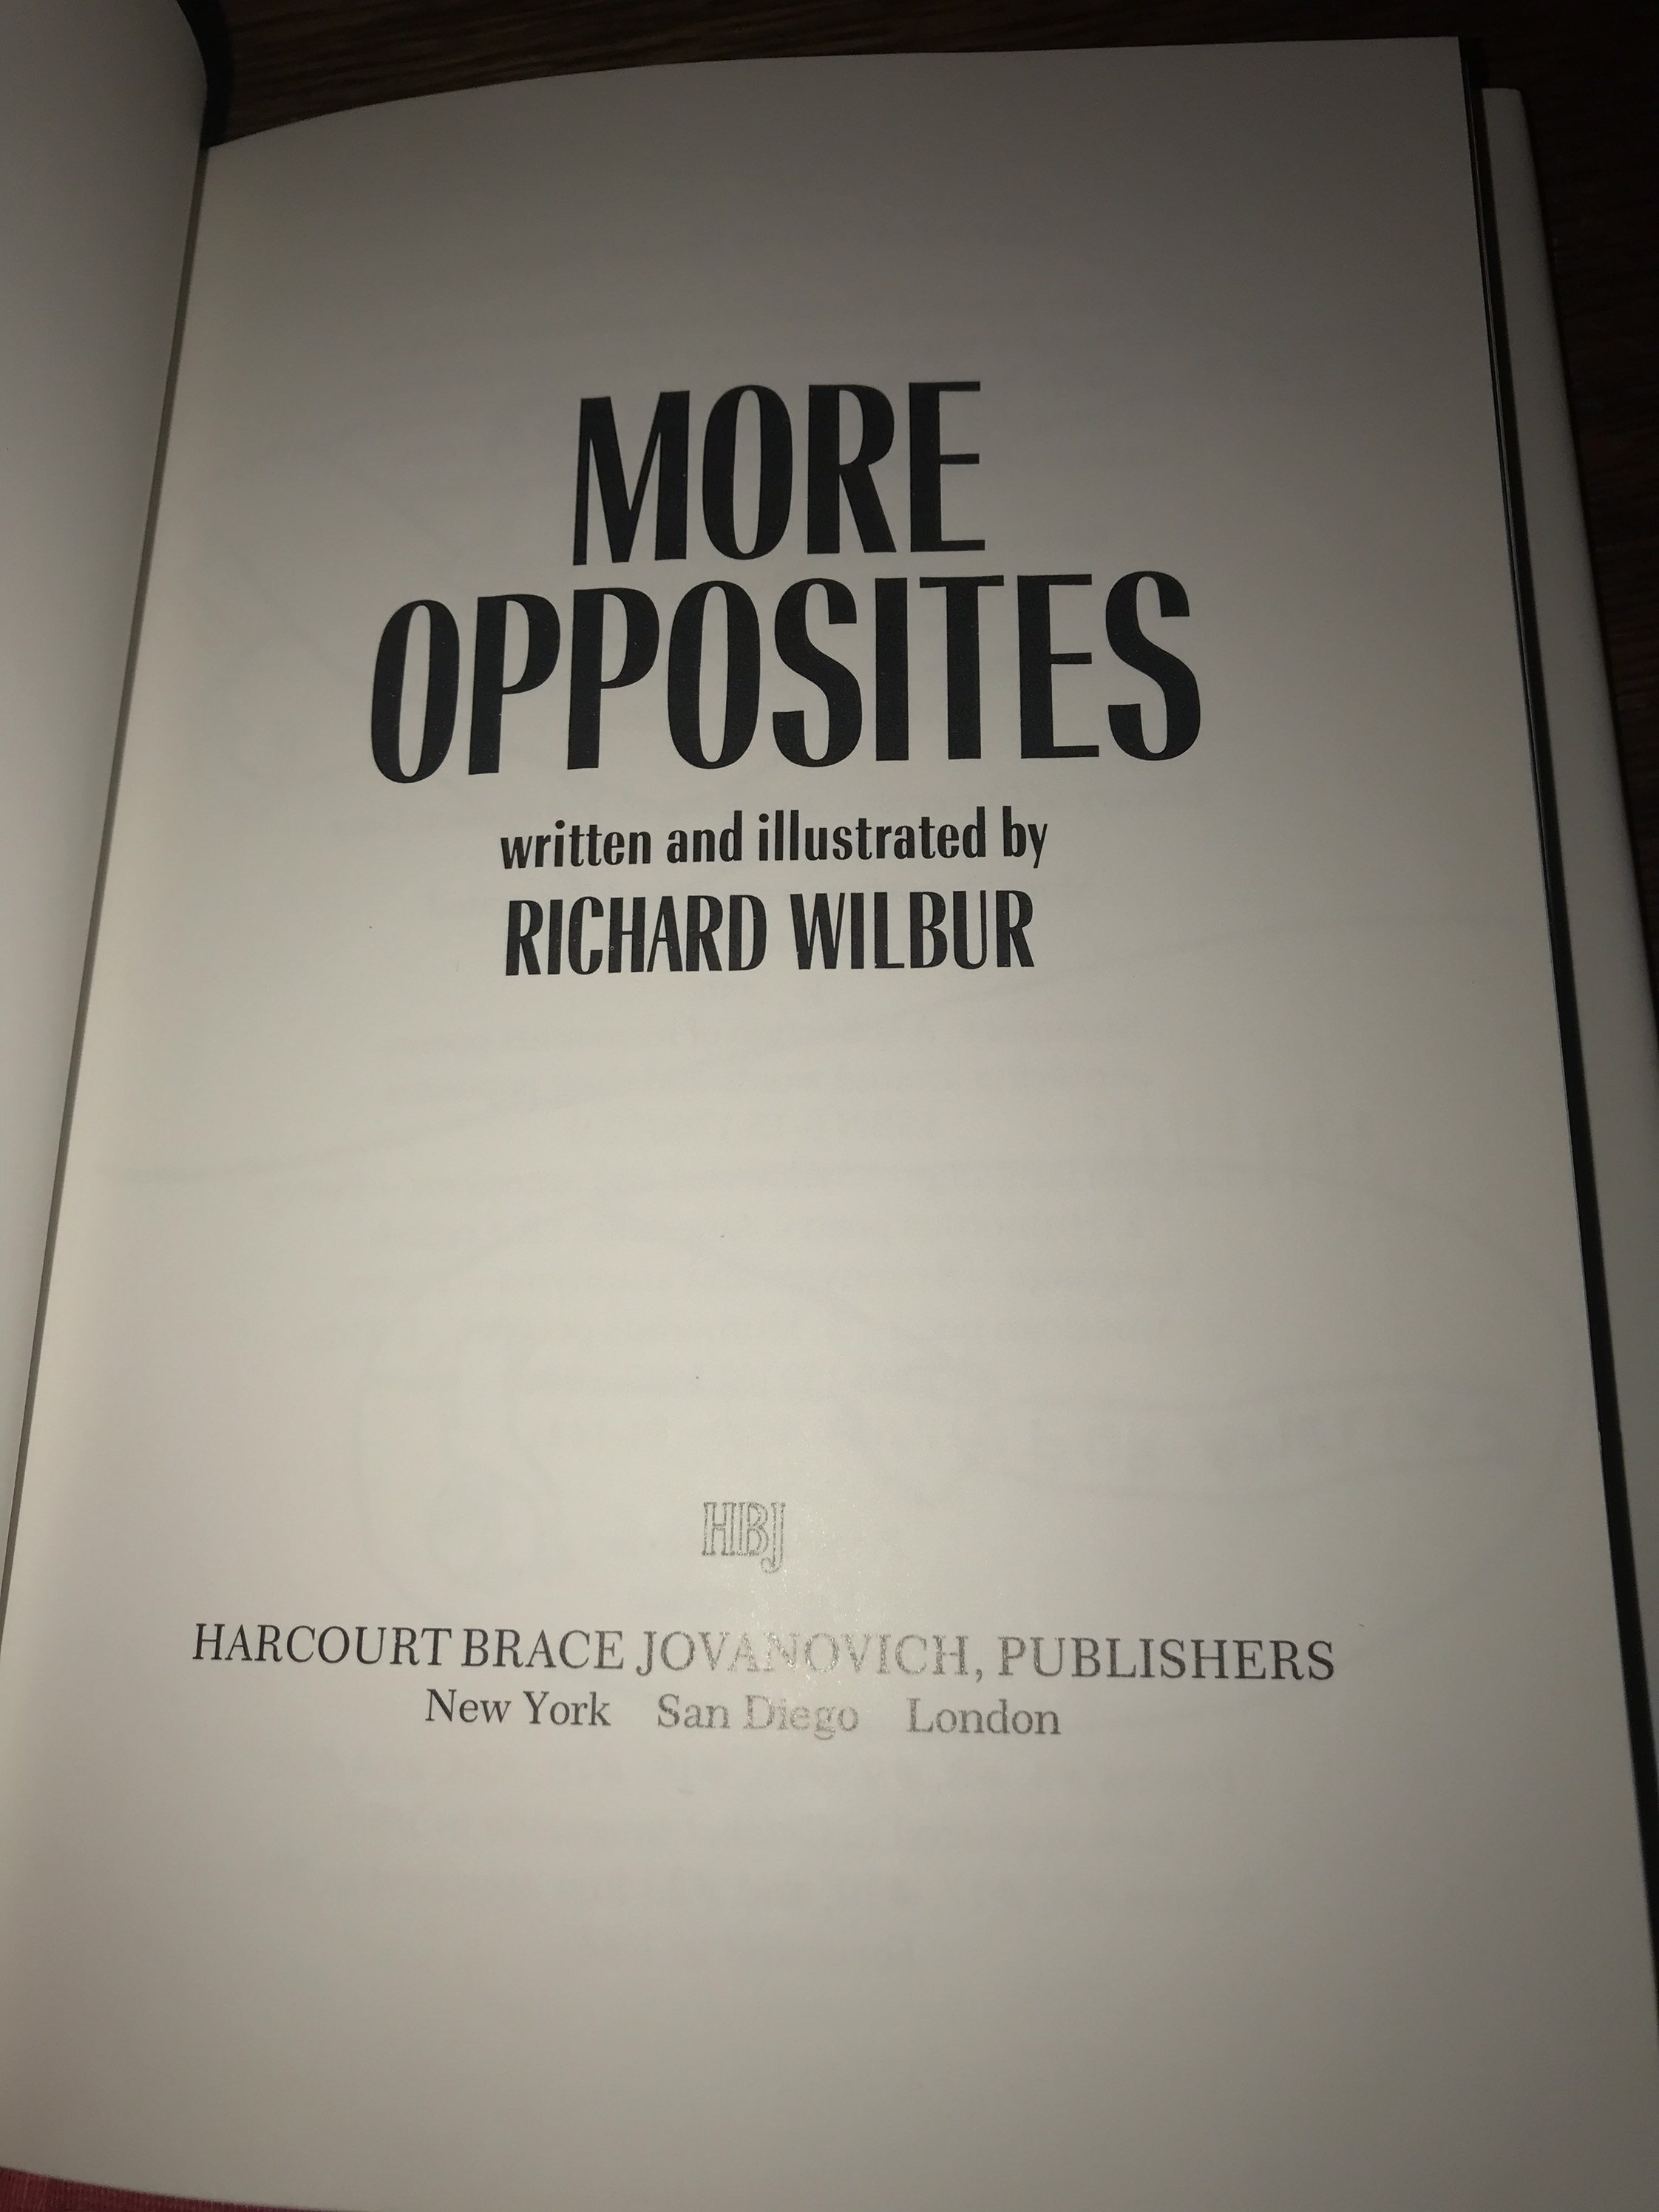 MORE
OPPOSITES
written and illustrated by
RICHARD WILBUR
HBJ
HARCOURT BRACE JOVANOVICH, PUBLISHERS
New York San Diego London